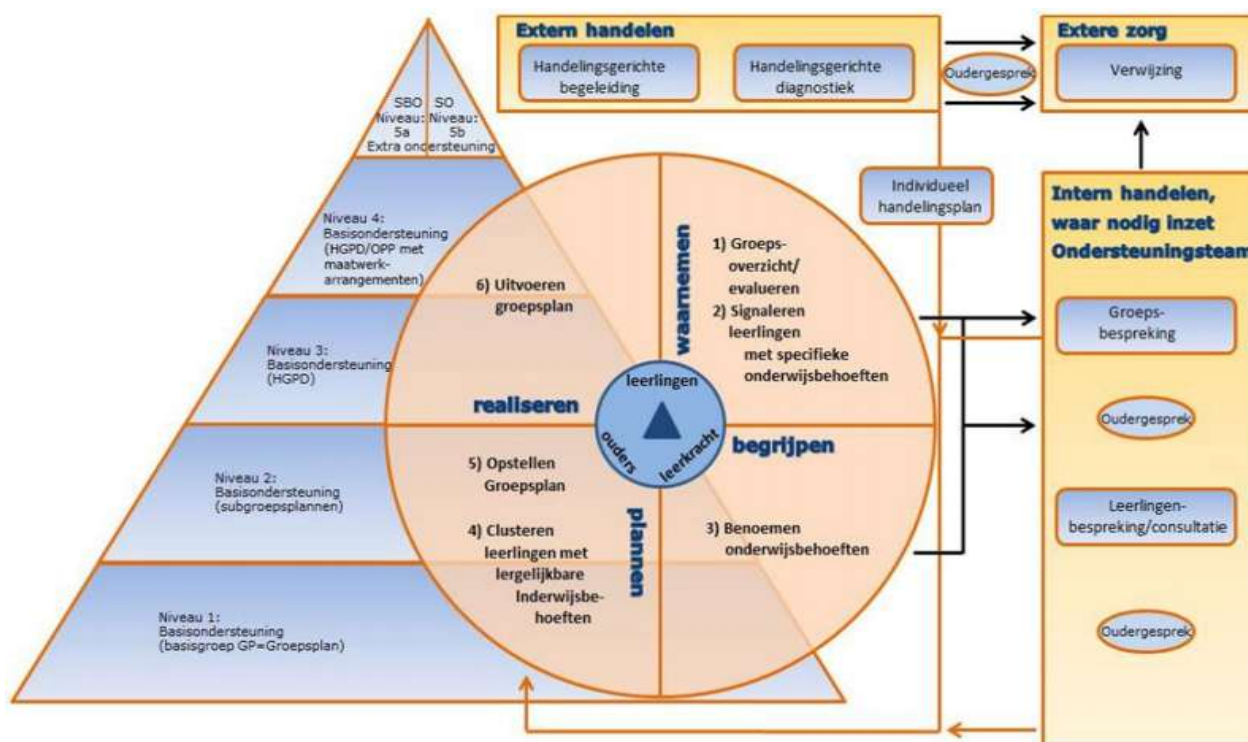 Extern handelen
Handelingsgerichte
begeleiding
Handelingsgerichte
diagnostiek
Oudergesprek
Extere zorg
Verwijzing
SBO
Niveau:
5a
SO
Niveau:
5b
Extra ondersteuning
Niveau 4:
Basisondersteuning
(HGPD/OPP met
maatwerk-
arrangementen)
Niveau 3:
Basisondersteuning
(HGPD)
Niveau 2:
Basisondersteuning
(subgroepsplannen)
Niveau 1:
Basisondersteuning
(basisgroep GP=Groepsplan)
waarnemen
1) Groeps-
overzicht/
evalueren
2) Signaleren
leerlingen
met specifieke
onderwijsbehoeften
begrijpen
3) Benoemen
onderwijsbehoeften
plannen
4) Clusteren
leerlingen met
lergelijkbare
Inderwijsbe-
hoeften
5) Opstellen
Groepsplan
realiseren
6) Uitvoeren
groepsplan
leerlingen
ouders
leerkracht
Individueel
handelingsplan
Intern handelen,
waar nodig inzet
Ondersteuningsteam
Groeps-
bespreking
Oudergesprek
Leerlingen-
bespreking/consultatie
Oudergesprek